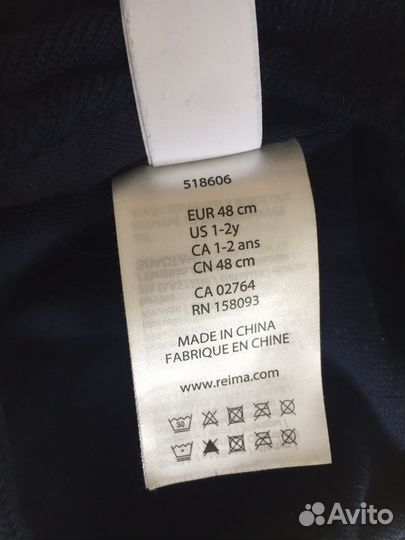 518606
EUR 48 cm
US 1-2y
CA 1-2 ans
CN 48 cm
CA 02764
RN 158093
MADE IN CHINA
FABRIQUE EN CHINE
www.reima.com
30
Avito